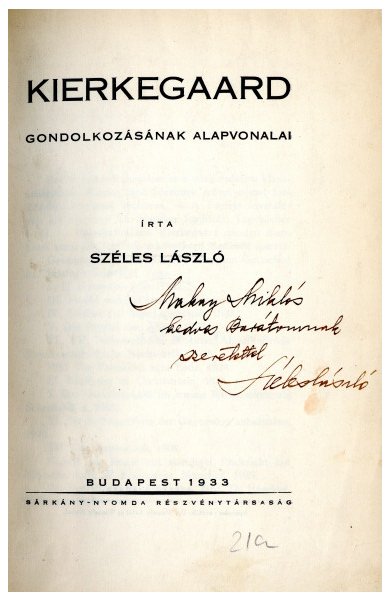 KIERKEGAARD
GONDOLKOZÁSÁNAK ALAPVONALAI
ÍRTA
SZÉLES LÁSZLÓ
Makay Miklós
kedves Barátomnak
szeretettel
Széles László
BUDAPEST 1933
SÁRKÁNY-NYOMDA RÉSZVÉNYTÁRSASÁG
21a